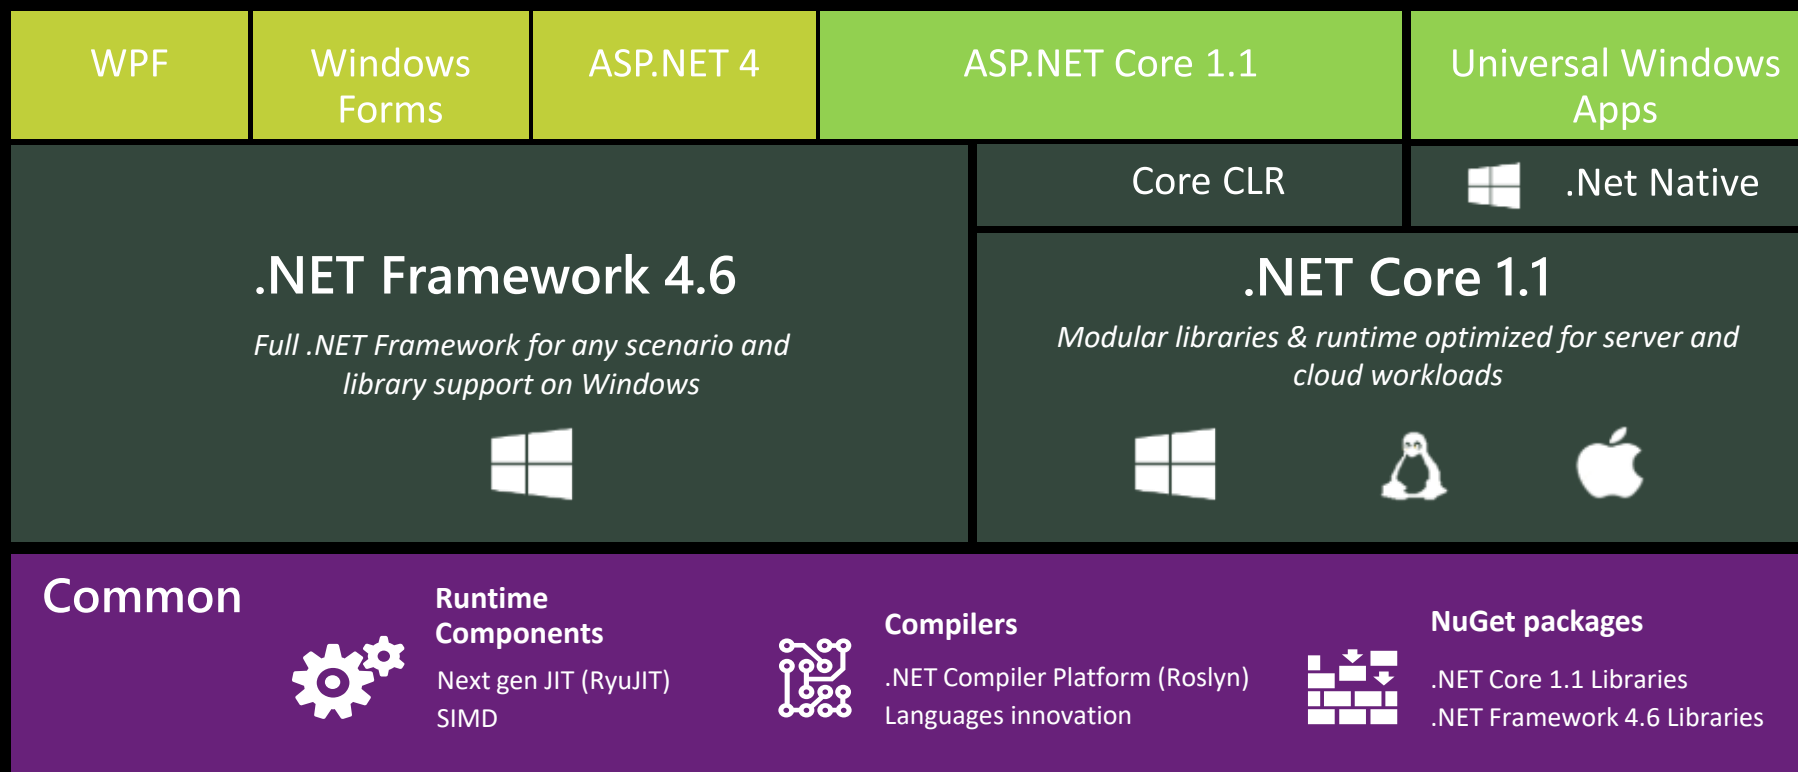 WPF
Windows
Forms
ASP.NET 4
ASP.NET Core 1.1
Universal Windows
Apps
Core CLR
.Net Native
.NET Framework 4.6
Full .NET Framework for any scenario and
library support on Windows
.NET Core 1.1
Modular libraries & runtime optimized for server and
cloud workloads
Common
Runtime
Components
Next gen JIT (RyuJIT)
SIMD
Compilers
.NET Compiler Platform (Roslyn)
Languages innovation
NuGet packages
.NET Core 1.1 Libraries
.NET Framework 4.6 Libraries